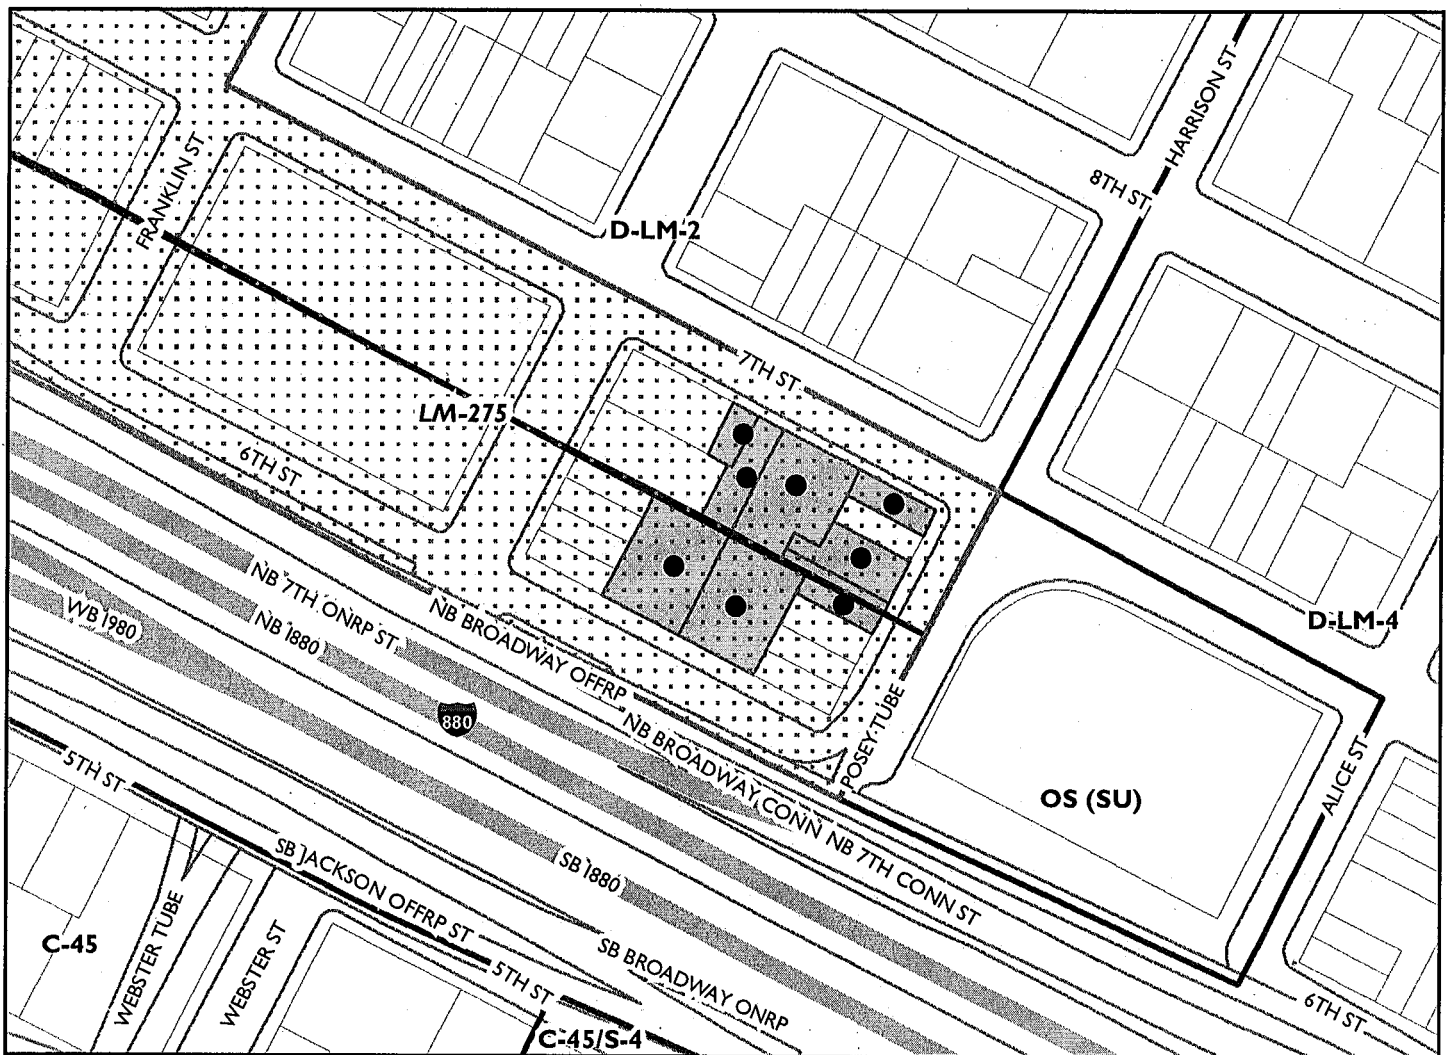 HARRISON ST
8TH ST
FRANKLIN ST
D-LM-2
7TH ST
LM-275
6TH ST
D-LM-4
NB 7TH ONRP ST
NB I880
WB I980
NB BROADWAY OFFRP
880
NB BROADWAY CONN
NB 7TH CONN ST
POSEY TUBE
OS (SU)
ALICE ST
5TH ST
SB JACKSON OFFRP ST
SB I880
C-45
WEBSTER TUBE
WEBSTER ST
5TH ST
SB BROADWAY ONRP
C-45/S-4
6TH ST